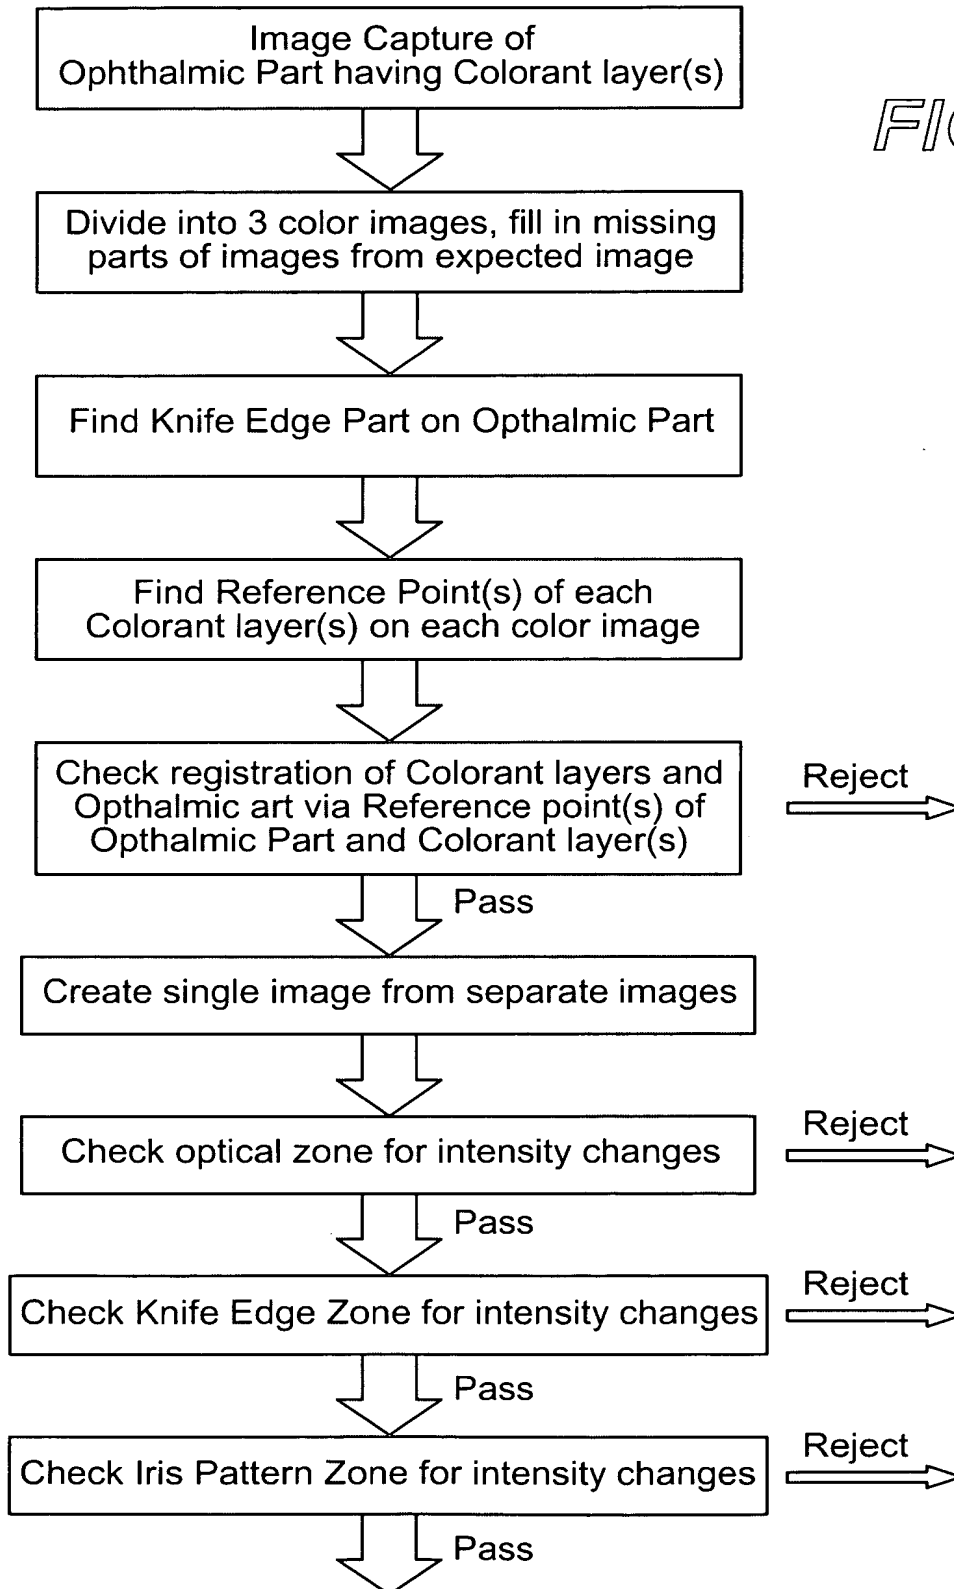 Image Capture of
Ophthalmic Part having Colorant layer(s)
Divide into 3 color images, fill in missing
parts of images from expected image
Find Knife Edge Part on Opthalmic Part
Find Reference Point(s) of each
Colorant layer(s) on each color image
Check registration of Colorant layers and
Opthalmic art via Reference point(s) of
Opthalmic Part and Colorant layer(s)
Reject
Pass
Create single image from separate images
Check optical zone for intensity changes
Reject
Pass
Check Knife Edge Zone for intensity changes
Reject
Pass
Check Iris Pattern Zone for intensity changes
Reject
Pass